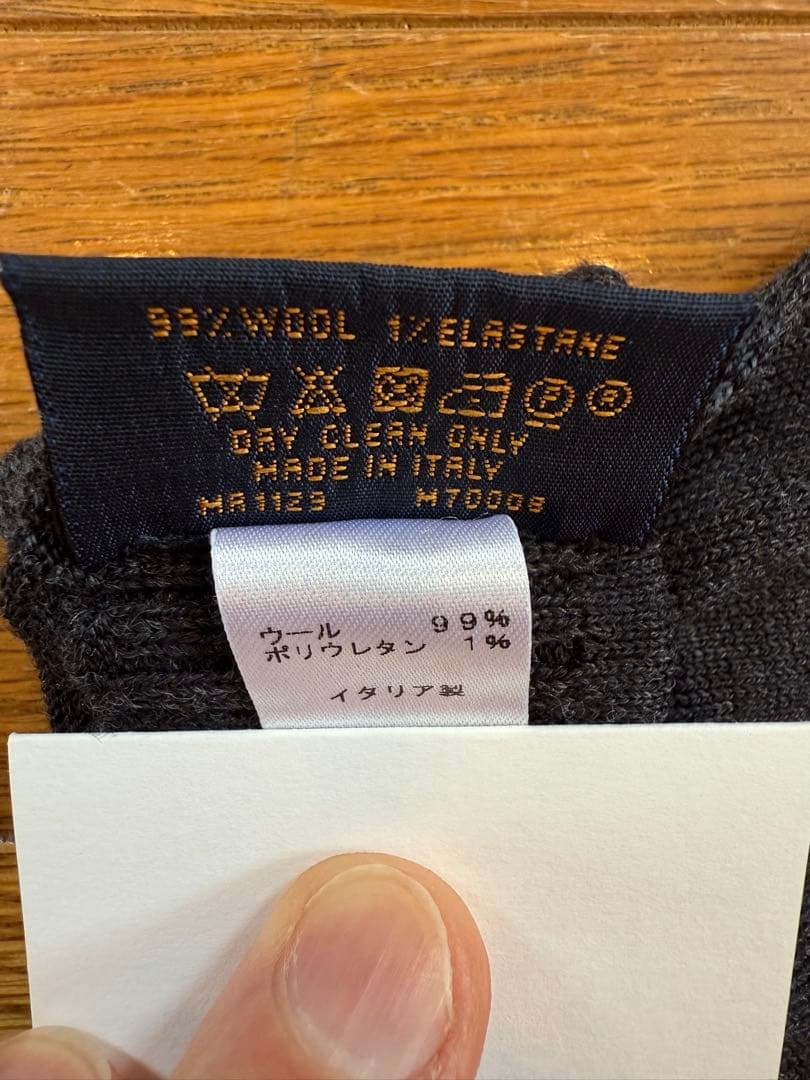 99% WOOL 1% ELASTANE
P R
DRY CLEAN ONLY
MADE IN ITALY
MA1129 M70008
ウール 99%
ポリウレタン 1%
イタリア製